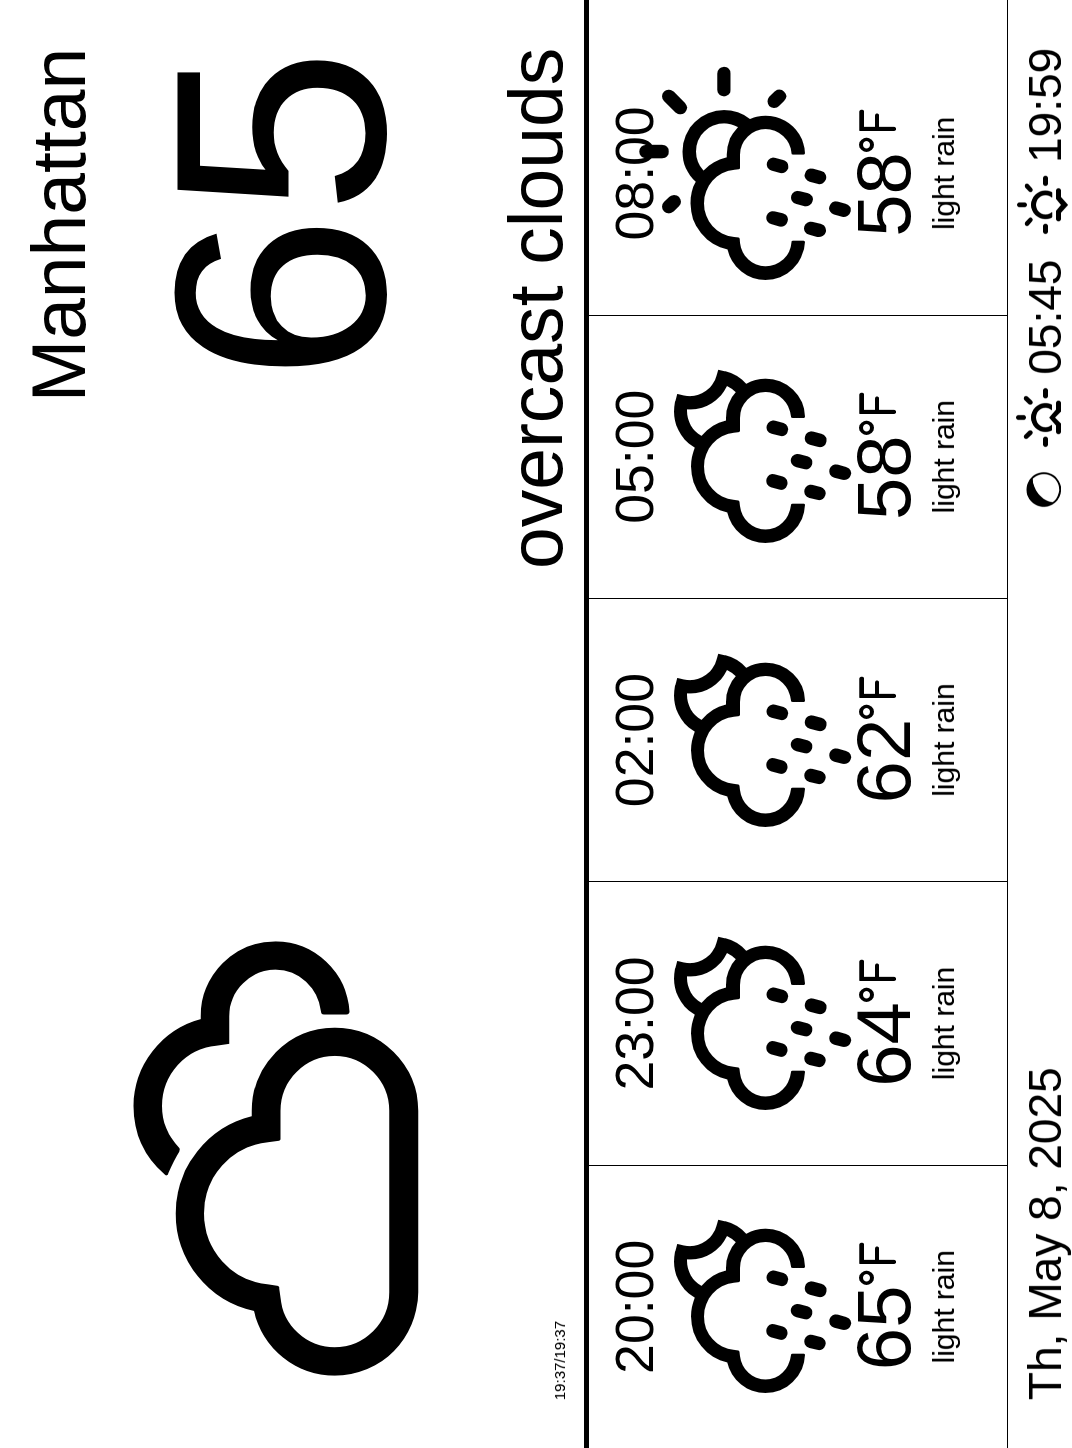 Manhattan
65
overcast clouds
19:37/19:37
20:00 23:00 02:00 05:00 08:00
65°F 64°F 62°F 58°F 58°F
light rain light rain light rain light rain light rain
Th, May 8, 2025 05:45 19:59